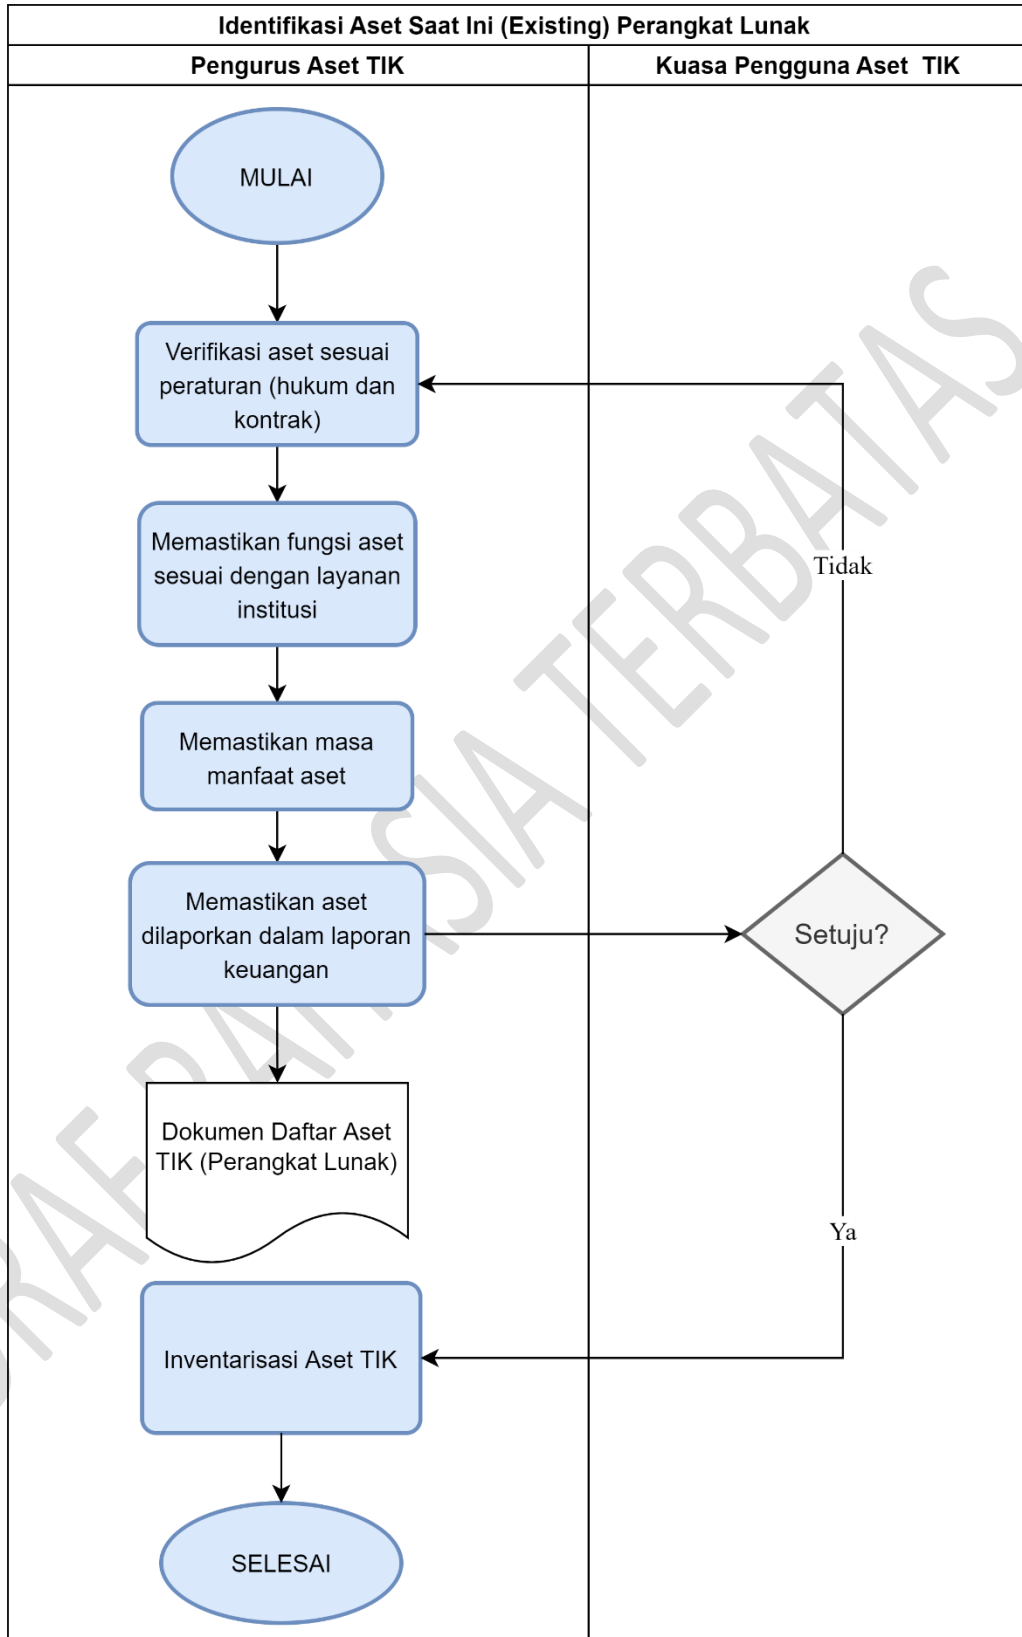 Identifikasi Aset Saat Ini (Existing) Perangkat Lunak
Pengurus Aset TIK
Kuasa Pengguna Aset TIK
MULAI
Verifikasi aset sesuai
peraturan (hukum dan
kontrak)
Memastikan fungsi aset
sesuai dengan layanan
institusi
Tidak
Memastikan masa
manfaat aset
Memastikan aset
dilaporkan dalam laporan
keuangan
Setuju?
Dokumen Daftar Aset
TIK (Perangkat Lunak)
Ya
Inventarisasi Aset TIK
SELESAI
TERBATAS